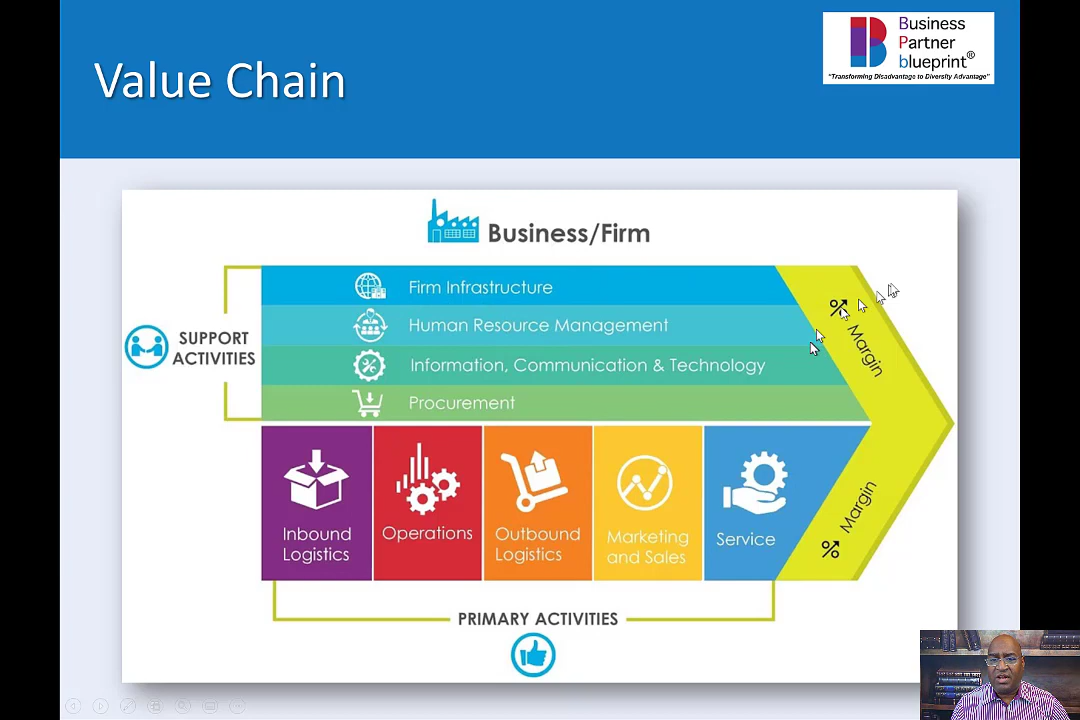 Value Chain
Business
Partner
blueprint®
"Transforming Disadvantage to Diversity Advantage"
Business/Firm
SUPPORT
ACTIVITIES
Firm Infrastructure
Human Resource Management
Information, Communication & Technology
Procurement
Margin
Margin
Inbound
Logistics
Operations
Outbound
Logistics
Marketing
and Sales
Service
PRIMARY ACTIVITIES